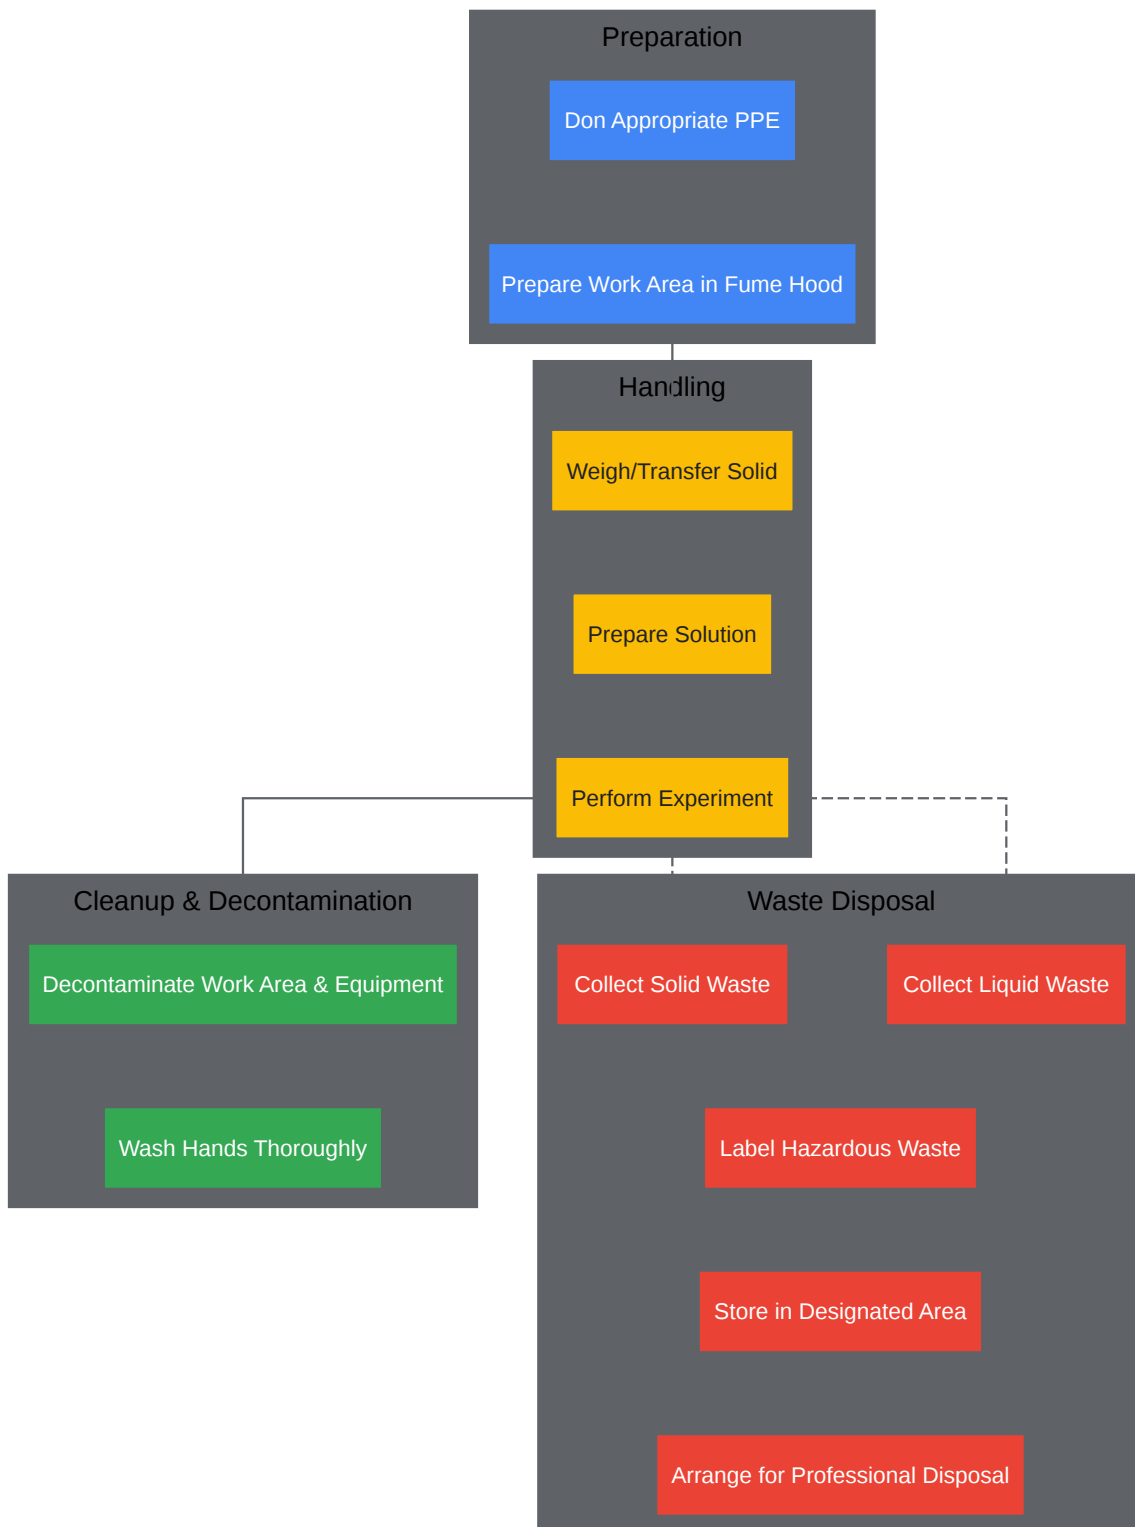 Preparation
Don Appropriate PPE
Prepare Work Area in Fume Hood
Handling
Weigh/Transfer Solid
Prepare Solution
Perform Experiment
Cleanup & Decontamination
Decontaminate Work Area & Equipment
Wash Hands Thoroughly
Waste Disposal
Collect Solid Waste
Collect Liquid Waste
Label Hazardous Waste
Store in Designated Area
Arrange for Professional Disposal